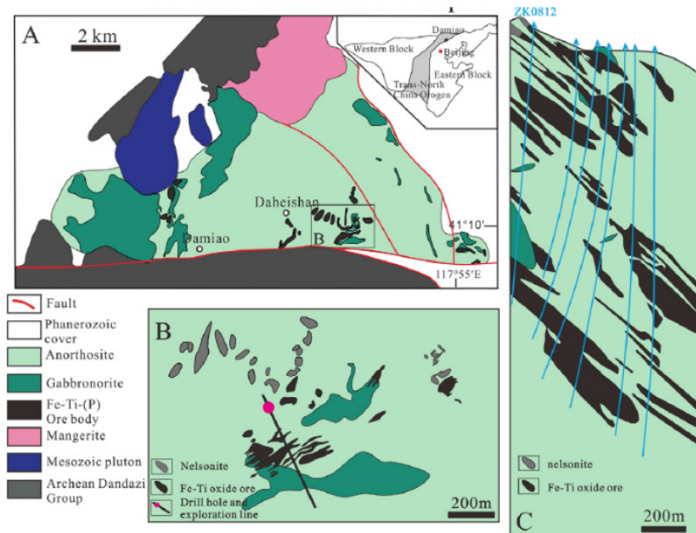 A
2 km
Damiao
Western Block
Beijing
Eastern Block
Trans-North
China Orogen
Daheishan
Damiao
B
41°10'
117°55'E
Fault
Phanerozoic
cover
Anorthosite
Gabbronorite
Fe-Ti-(P)
Ore body
Mangerite
Mesozoic pluton
Archean Dandazi
Group
B
Nelsonite
Fe-Ti oxide ore
Drill hole and
exploration line
200m
ZK0812
nelsonite
Fe-Ti oxide ore
200m
C